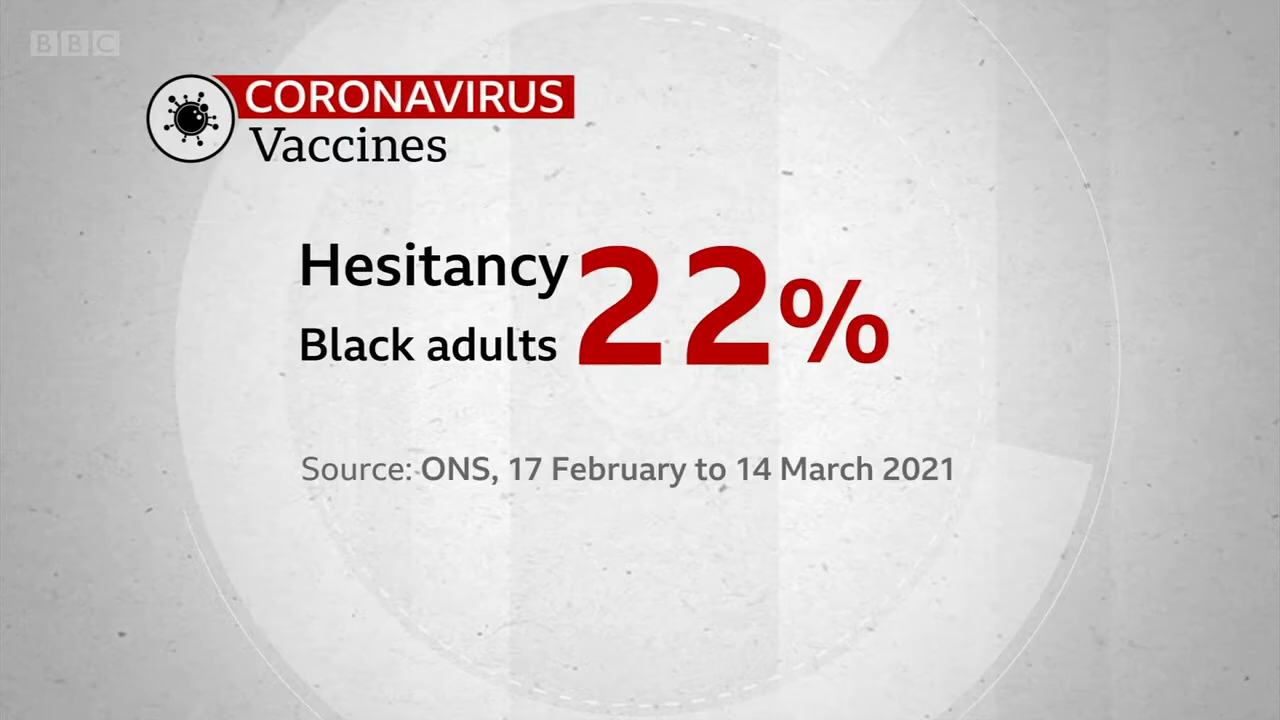 BBC
CORONAVIRUS
Vaccines
Hesitancy
Black adults
22%
Source: ONS, 17 February to 14 March 2021